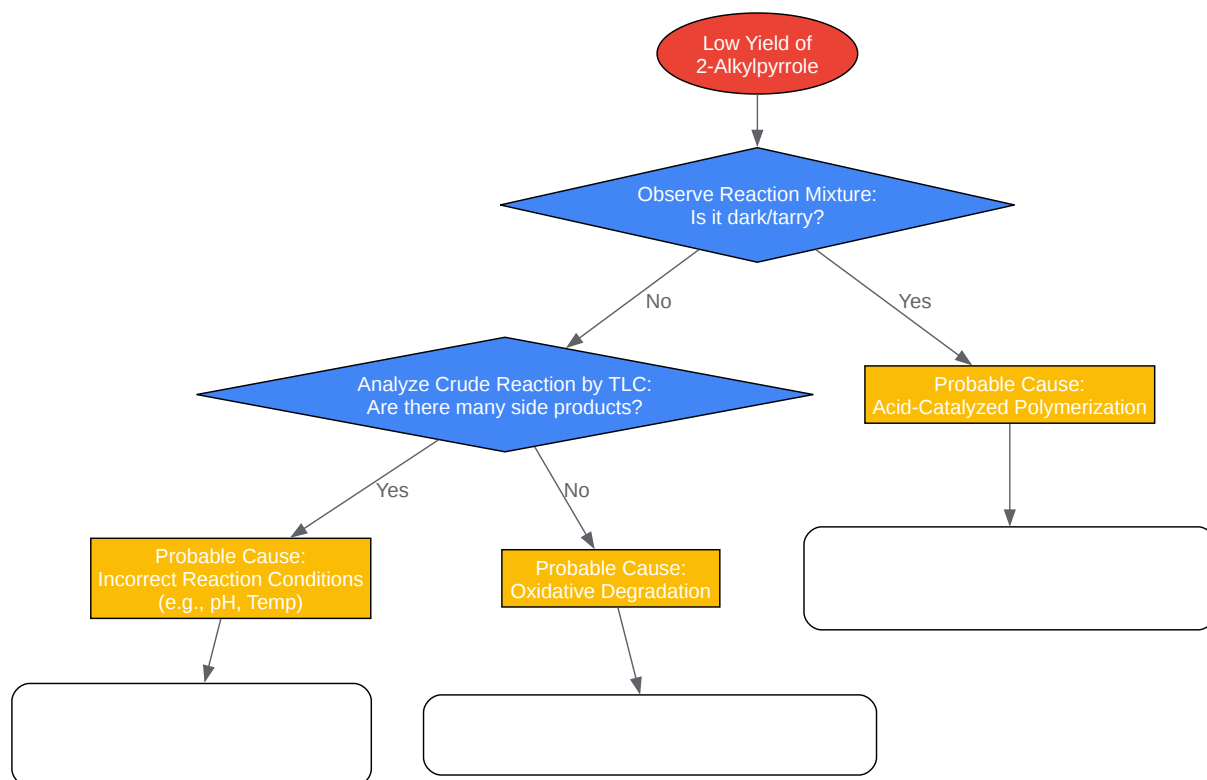 Low Yield of
2-Alkylpyrrole
Observe Reaction Mixture:
Is it dark/tarry?
No
Yes
Analyze Crude Reaction by TLC:
Are there many side products?
Probable Cause:
Acid-Catalyzed Polymerization
Yes
No
Probable Cause:
Incorrect Reaction Conditions
(e.g., pH, Temp)
Probable Cause:
Oxidative Degradation